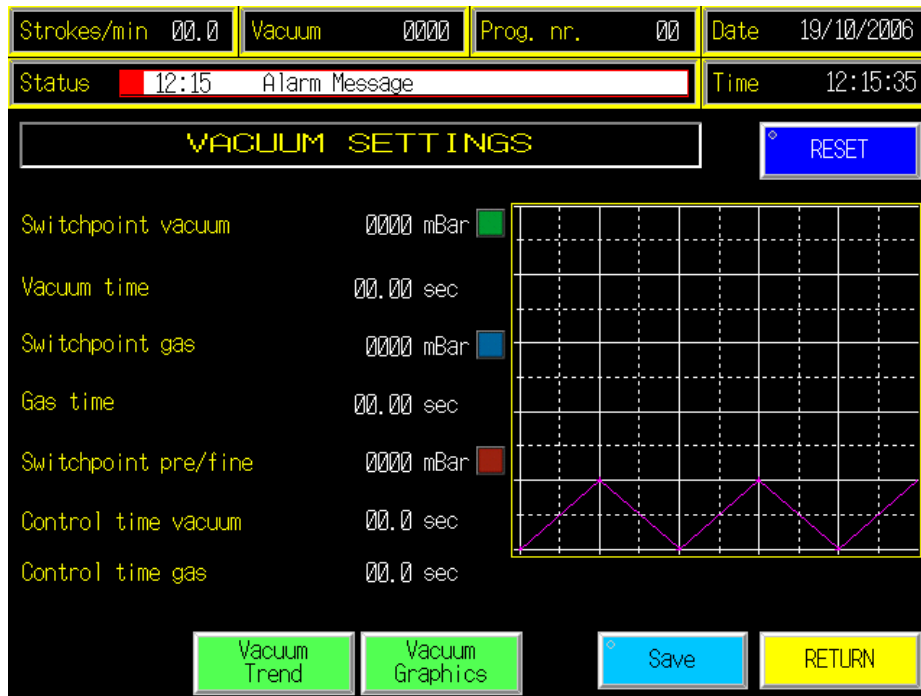 Strokes/min 00.0 Vacuum 0000 Prog. nr. 00 Date 19/10/2006
Status 12:15 Alarm Message Time 12:15:35
VACUUM SETTINGS
RESET
Switchpoint vacuum 0000 mBar
Vacuum time 00.00 sec
Switchpoint gas 0000 mBar
Gas time 00.00 sec
Switchpoint pre/fine 0000 mBar
Control time vacuum 00.0 sec
Control time gas 00.0 sec
Vacuum Trend
Vacuum Graphics
Save
RETURN